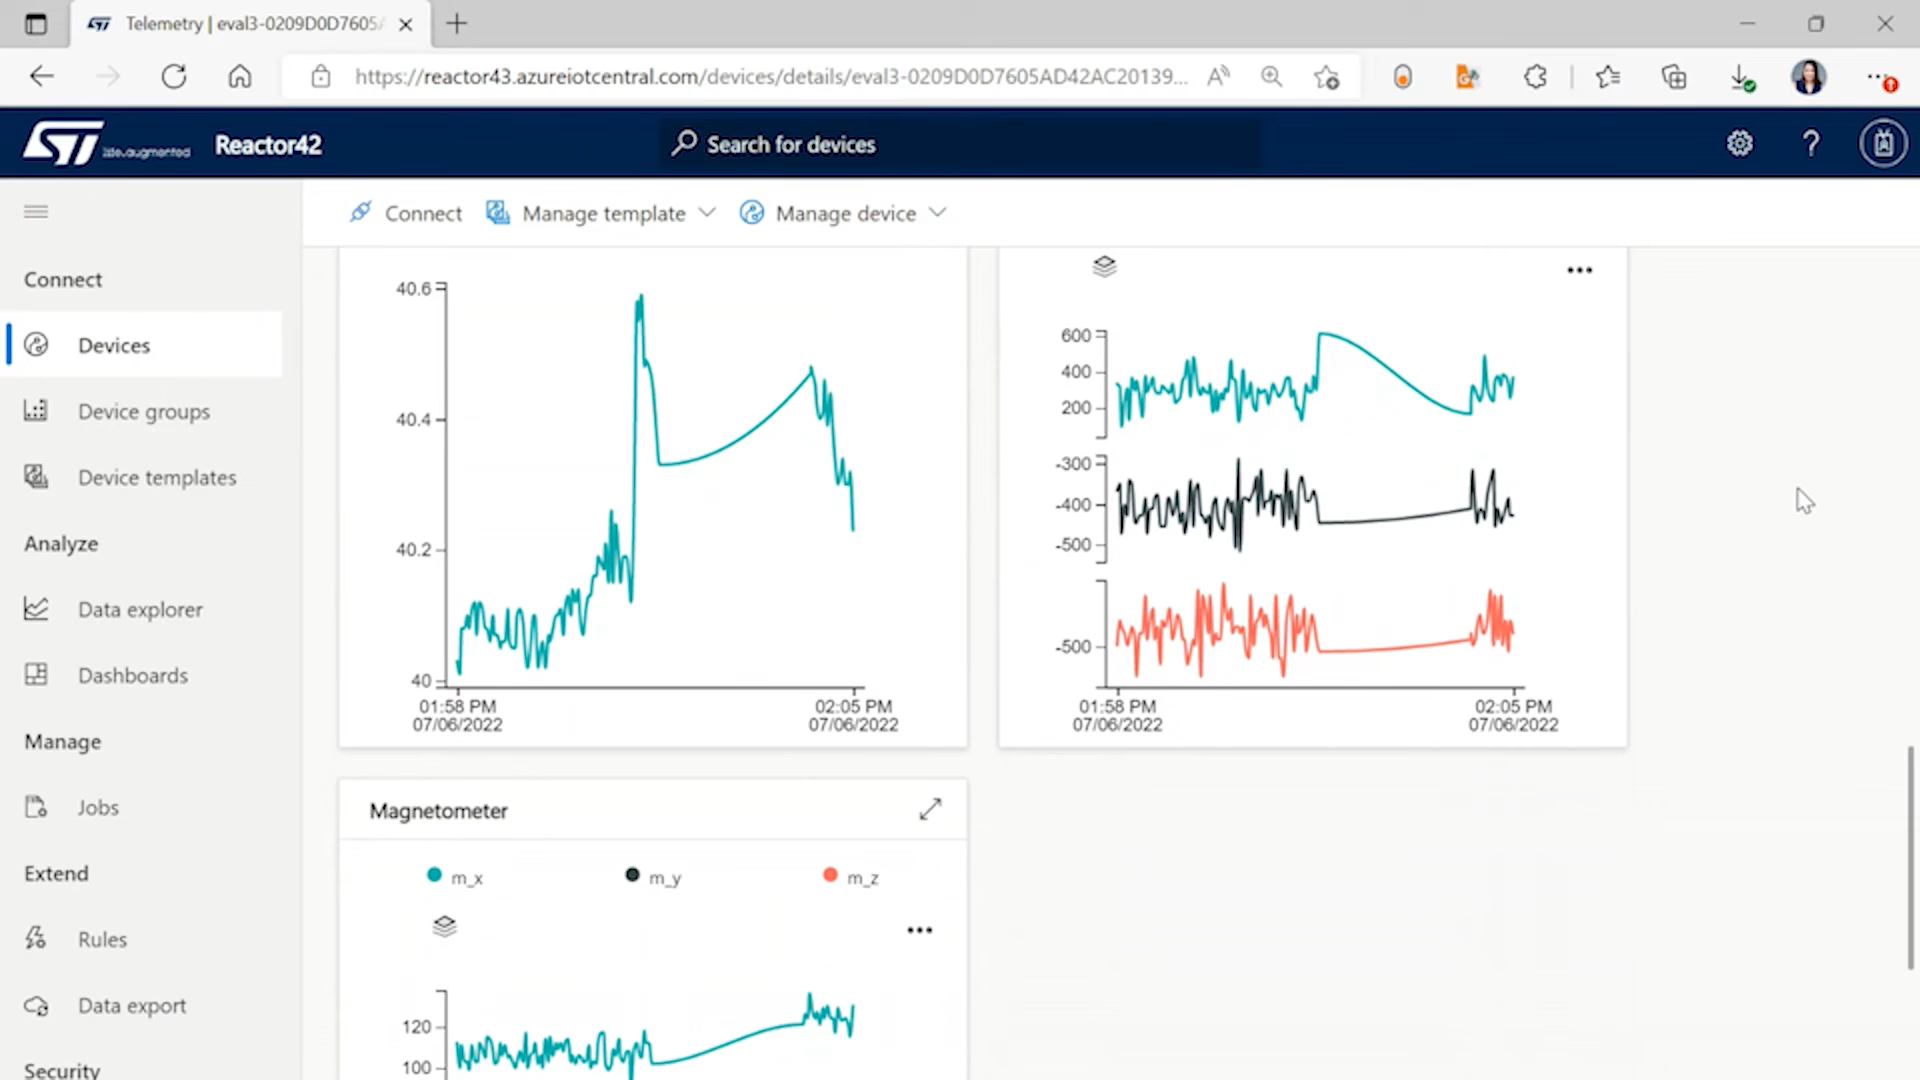 Telemetry | eval3-0209D0D7605A
https://reactor43.azureiotcentral.com/devices/details/eval3-0209D0D7605AD42AC20139...
ST life.augmented
Reactor42
Search for devices
Connect
Manage template
Manage device
Connect
Devices
Device groups
Device templates
Analyze
Data explorer
Dashboards
Manage
Jobs
Extend
Rules
Data export
Security
40.6
40.4
40.2
40
01:58 PM
07/06/2022
02:05 PM
07/06/2022
600
400
200
-300
-400
-500
-500
01:58 PM
07/06/2022
02:05 PM
07/06/2022
Magnetometer
m_x
m_y
m_z
120
100